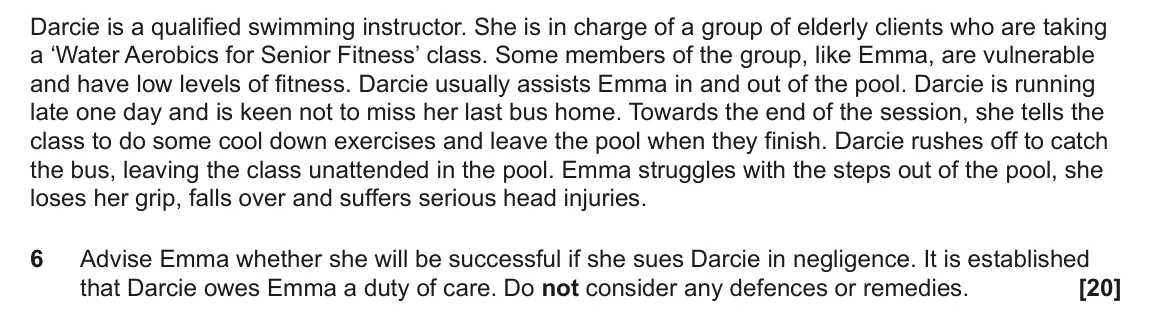 Darcie is a qualified swimming instructor. She is in charge of a group of elderly clients who are taking
a ‘Water Aerobics for Senior Fitness’ class. Some members of the group, like Emma, are vulnerable
and have low levels of fitness. Darcie usually assists Emma in and out of the pool. Darcie is running
late one day and is keen not to miss her last bus home. Towards the end of the session, she tells the
class to do some cool down exercises and leave the pool when they finish. Darcie rushes off to catch
the bus, leaving the class unattended in the pool. Emma struggles with the steps out of the pool, she
loses her grip, falls over and suffers serious head injuries.
6 Advise Emma whether she will be successful if she sues Darcie in negligence. It is established
that Darcie owes Emma a duty of care. Do not consider any defences or remedies. [20]